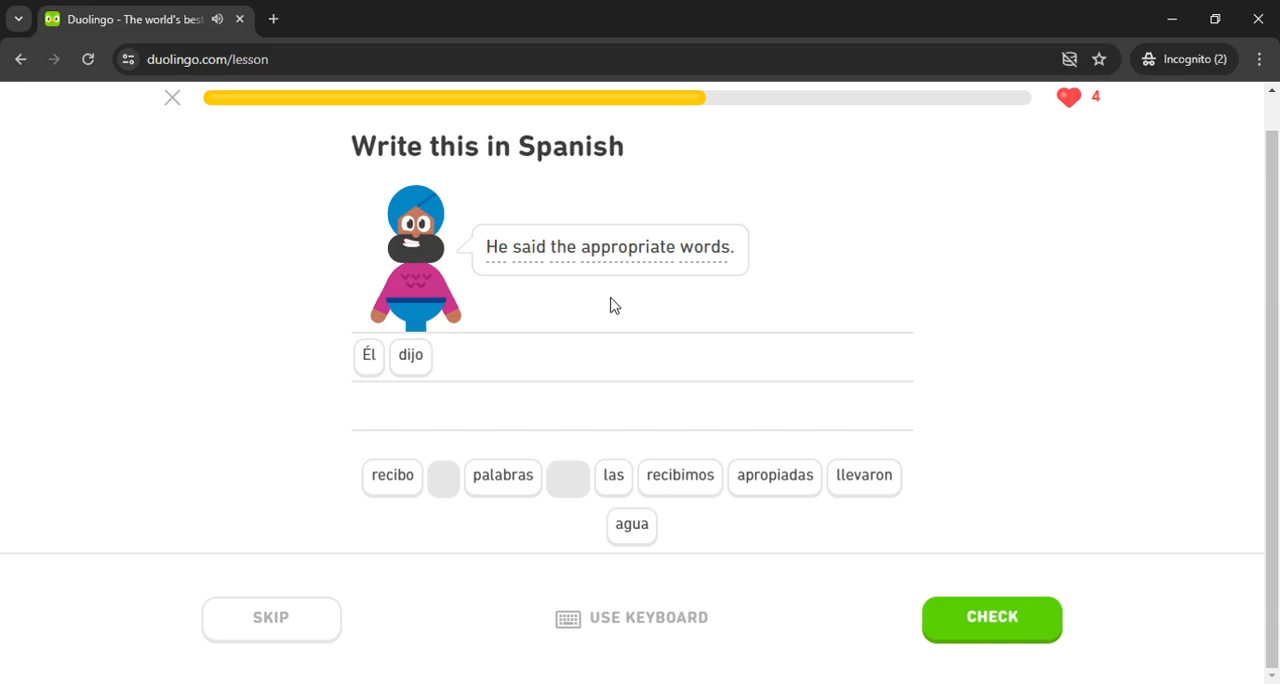 Duolingo - The world's bes
duolingo.com/lesson
Incognito (2)
4
Write this in Spanish
He said the appropriate words.
Él dijo
recibo palabras las recibimos apropiadas llevaron
agua
SKIP USE KEYBOARD CHECK